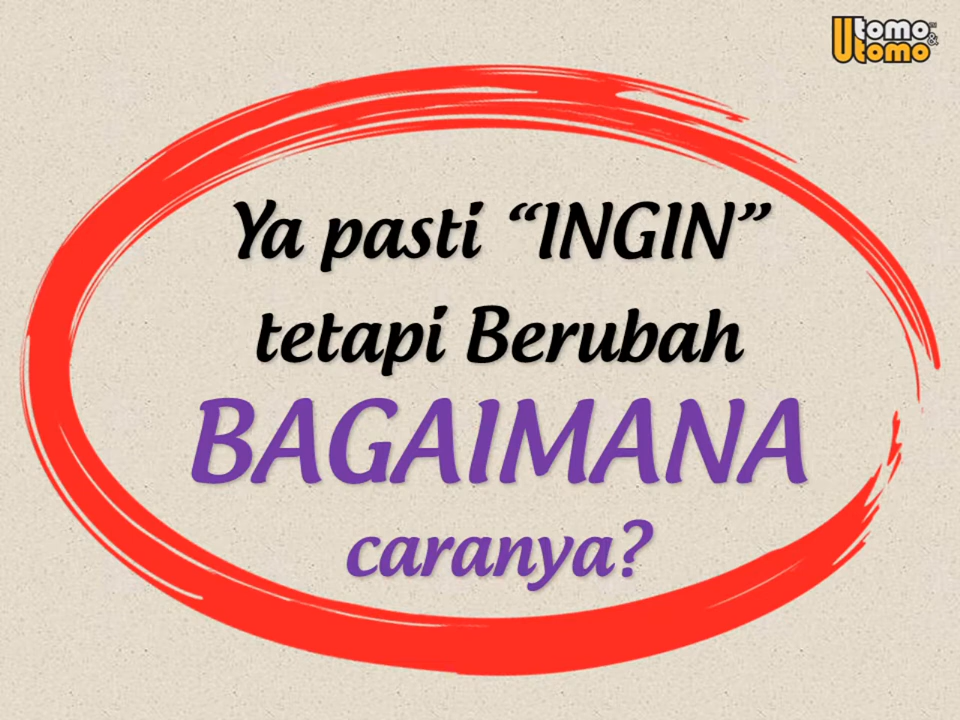 Utomo &
Utomo
Ya pasti “INGIN”
tetapi Berubah
BAGAIMANA
caranya?